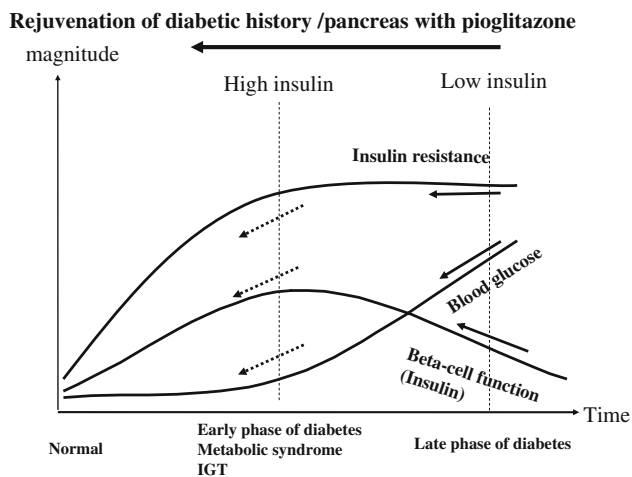 Rejuvenation of diabetic history /pancreas with pioglitazone
magnitude
High insulin
Low insulin
Insulin resistance
Blood glucose
Beta-cell function
(Insulin)
Time
Normal
Early phase of diabetes
Metabolic syndrome
IGT
Late phase of diabetes